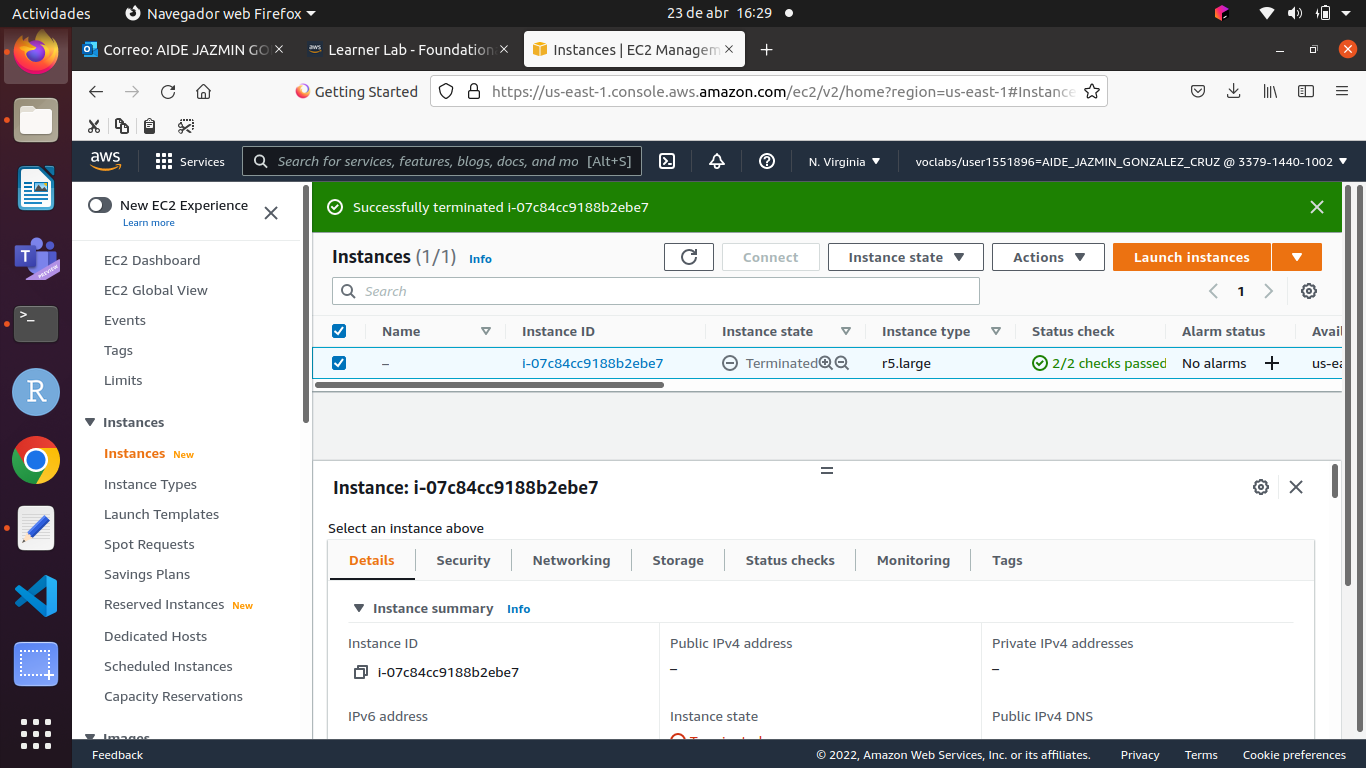 Actividades Navegador web Firefox 23 de abr 16:29
Correo: AIDE JAZMIN GO Learner Lab - Foundation Instances | EC2 Managem
Getting Started https://us-east-1.console.aws.amazon.com/ec2/v2/home?region=us-east-1#Instance
aws Services Search for services, features, blogs, docs, and mo [Alt+S] N. Virginia voclabs/user1551896=AIDE_JAZMIN_GONZALEZ_CRUZ @ 3379-1440-1002
New EC2 Experience
Learn more
EC2 Dashboard
EC2 Global View
Events
Tags
Limits
Instances
Instances New
Instance Types
Launch Templates
Spot Requests
Savings Plans
Reserved Instances New
Dedicated Hosts
Scheduled Instances
Capacity Reservations
Images
Successfully terminated i-07c84cc9188b2ebe7
Instances (1/1) Info Connect Instance state Actions Launch instances
Search 1
Name Instance ID Instance state Instance type Status check Alarm status Avail
– i-07c84cc9188b2ebe7 Terminated r5.large 2/2 checks passed No alarms + us-ea
Instance: i-07c84cc9188b2ebe7
Select an instance above
Details Security Networking Storage Status checks Monitoring Tags
Instance summary Info
Instance ID Public IPv4 address Private IPv4 addresses
i-07c84cc9188b2ebe7 – –
IPv6 address Instance state Public IPv4 DNS
Terminated
Feedback © 2022, Amazon Web Services, Inc. or its affiliates. Privacy Terms Cookie preferences